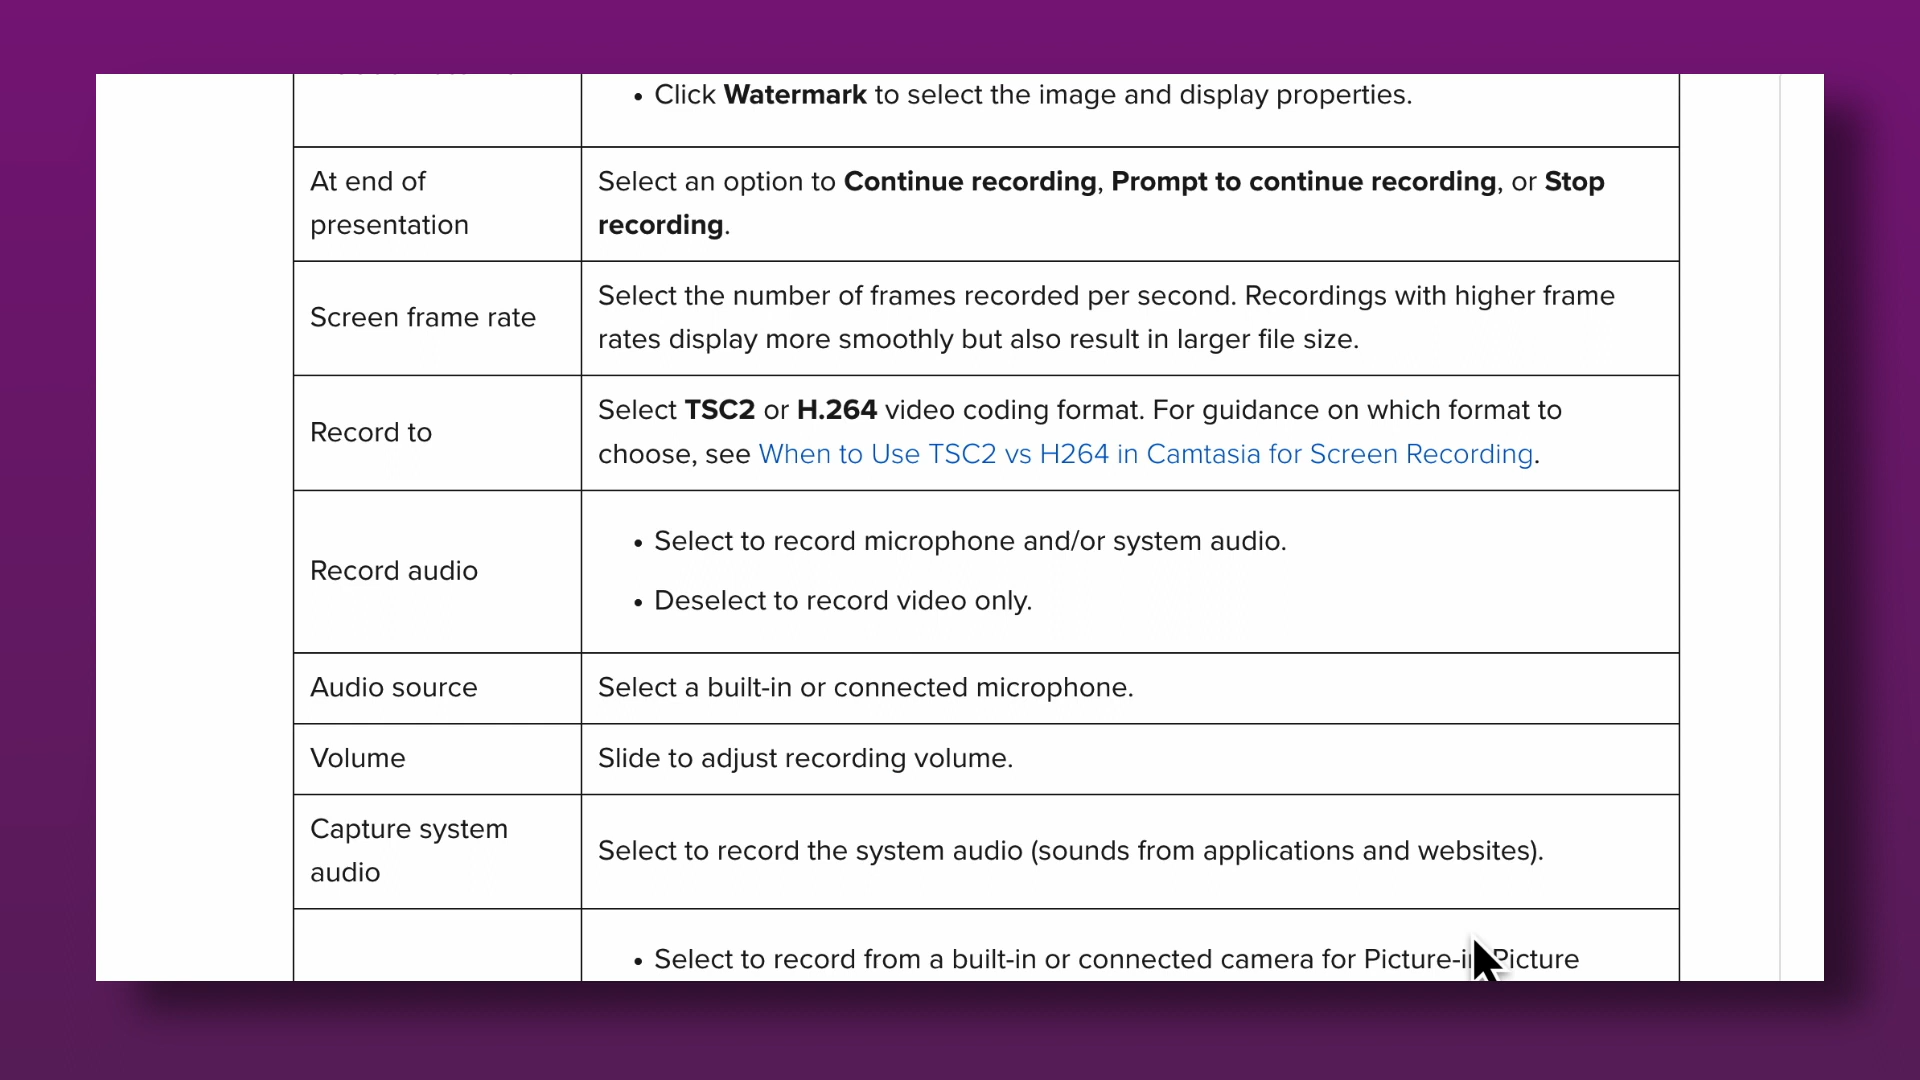 • Click Watermark to select the image and display properties.
At end of
presentation
Select an option to Continue recording, Prompt to continue recording, or Stop
recording.
Screen frame rate
Select the number of frames recorded per second. Recordings with higher frame
rates display more smoothly but also result in larger file size.
Record to
Select TSC2 or H.264 video coding format. For guidance on which format to
choose, see When to Use TSC2 vs H264 in Camtasia for Screen Recording.
Record audio
• Select to record microphone and/or system audio.
• Deselect to record video only.
Audio source
Select a built-in or connected microphone.
Volume
Slide to adjust recording volume.
Capture system
audio
Select to record the system audio (sounds from applications and websites).
• Select to record from a built-in or connected camera for Picture-in-Picture